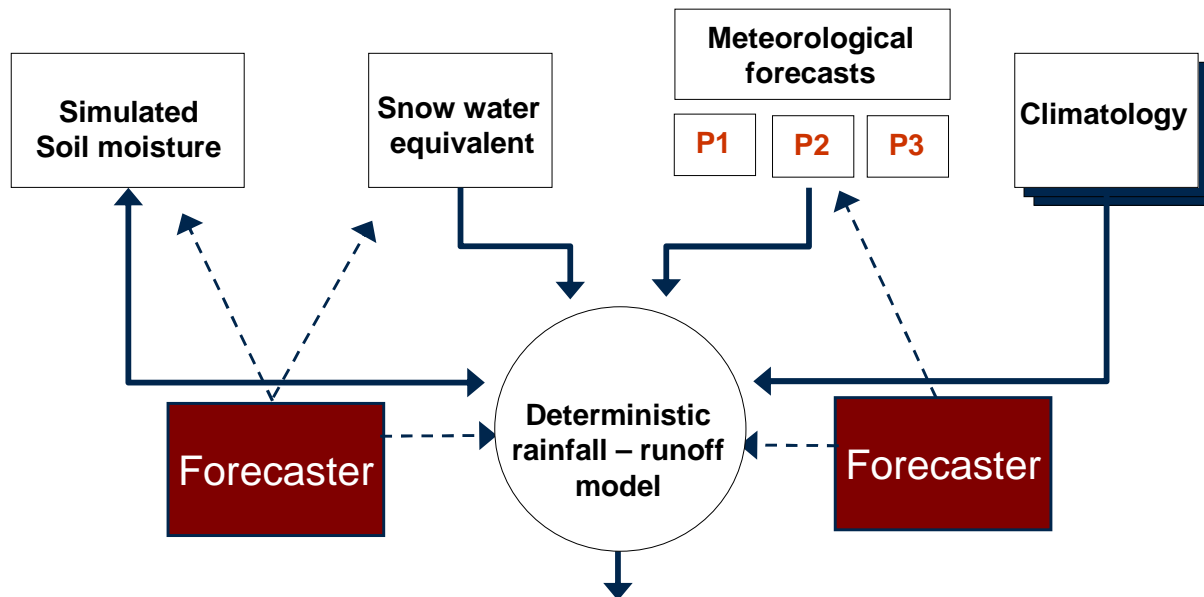 Simulated
Soil moisture
Snow water
equivalent
Meteorological
forecasts
P1
P2
P3
Climatology
Forecaster
Deterministic
rainfall – runoff
model
Forecaster